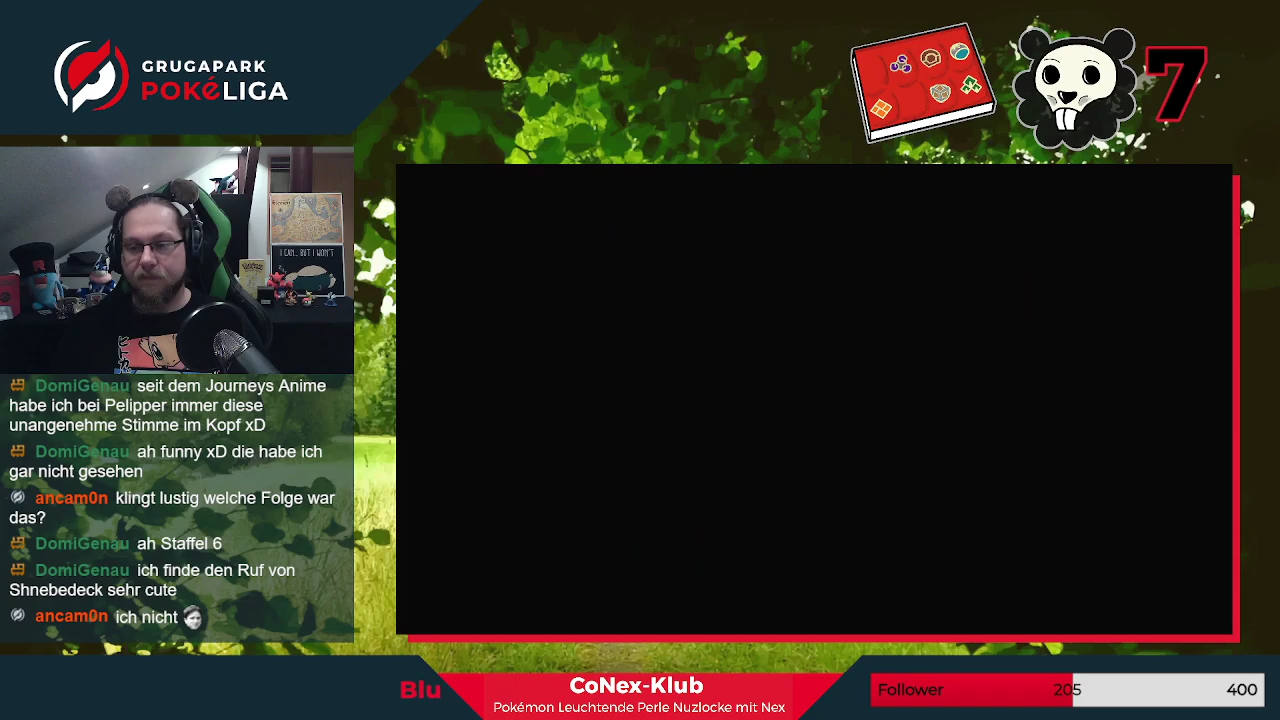 GRUGAPARK
POKéLIGA
7
I CAN... BUT I WON'T
DomiGenau seit dem Journeys Anime
habe ich bei Pelipper immer diese
unangenehme Stimme im Kopf xD
DomiGenau ah funny xD die habe ich
gar nicht gesehen
ancam0n klingt lustig welche Folge war
das?
DomiGenau ah Staffel 6
DomiGenau ich finde den Ruf von
Shnebedeck sehr cute
ancam0n ich nicht
Blu
CoNex-Klub
Pokémon Leuchtende Perle Nuzlocke mit Nex
Follower 205 400